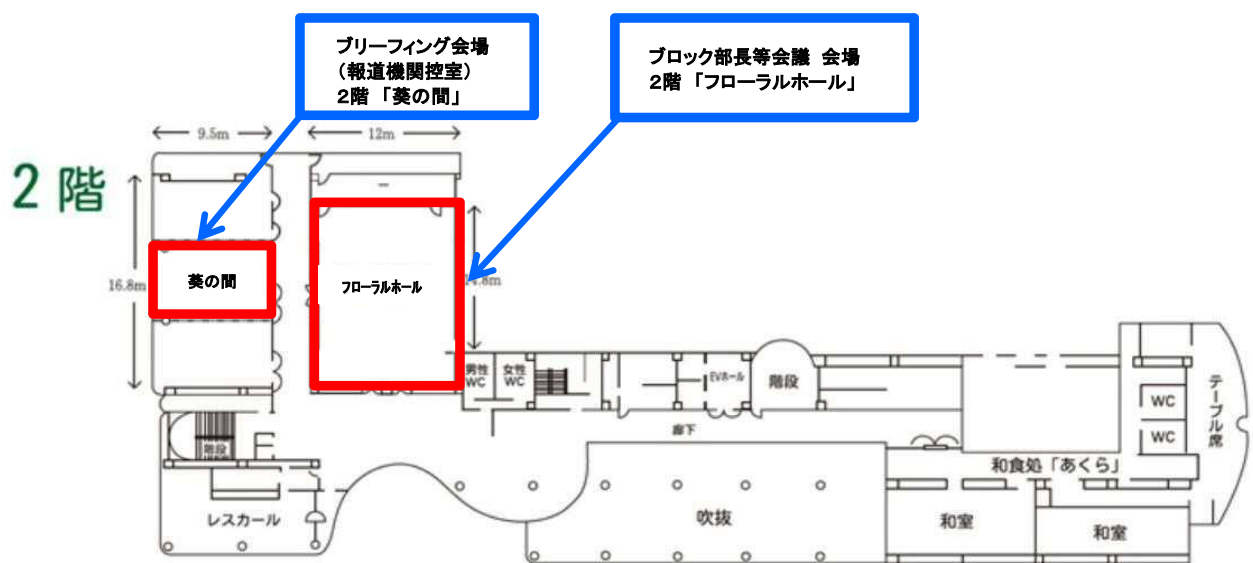 ブリーフィング会場
（報道機関控室）
２階 「葵の間」
ブロック部長等会議 会場
２階 「フローラルホール」
9.5m
12m
2階
16.8m
葵の間
フローラルホール
男性
WC
女性
WC
EVホール
階段
廊下
階段
レスカール
吹抜
和食処「あくら」
和室
和室
WC
WC
テーブル席